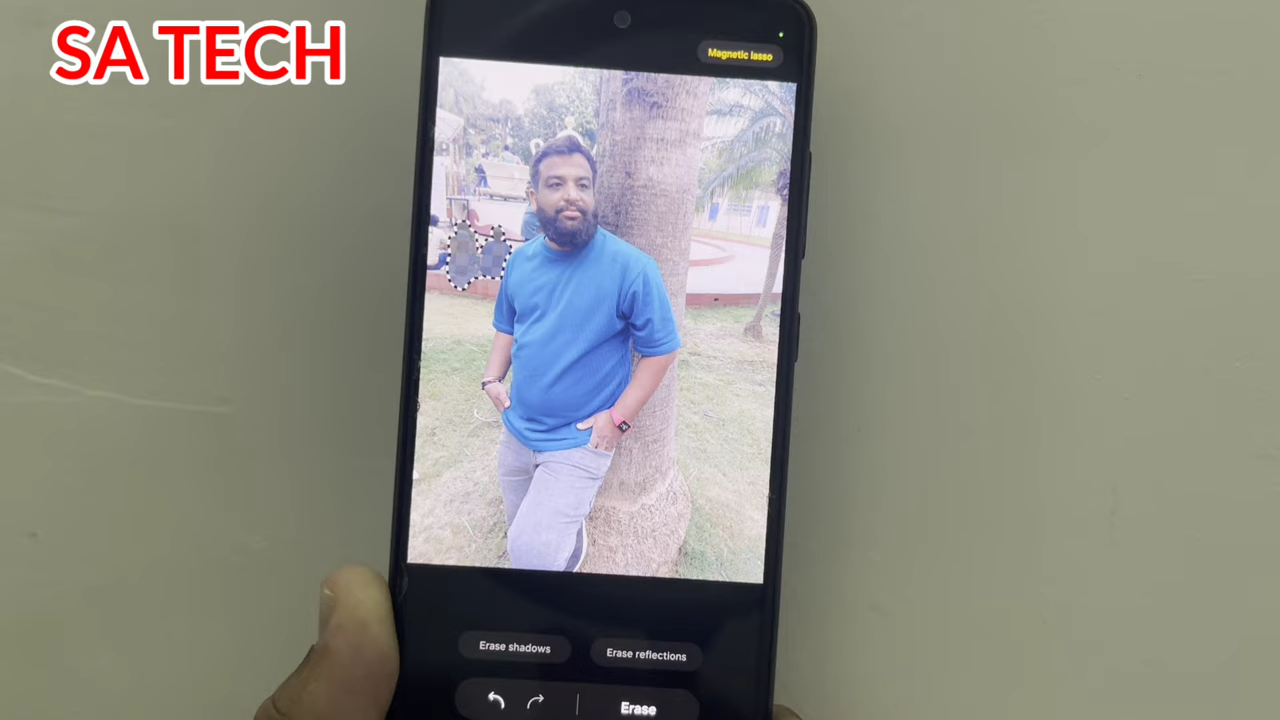 SA TECH
Magnetic lasso
Erase shadows
Erase reflections
Erase